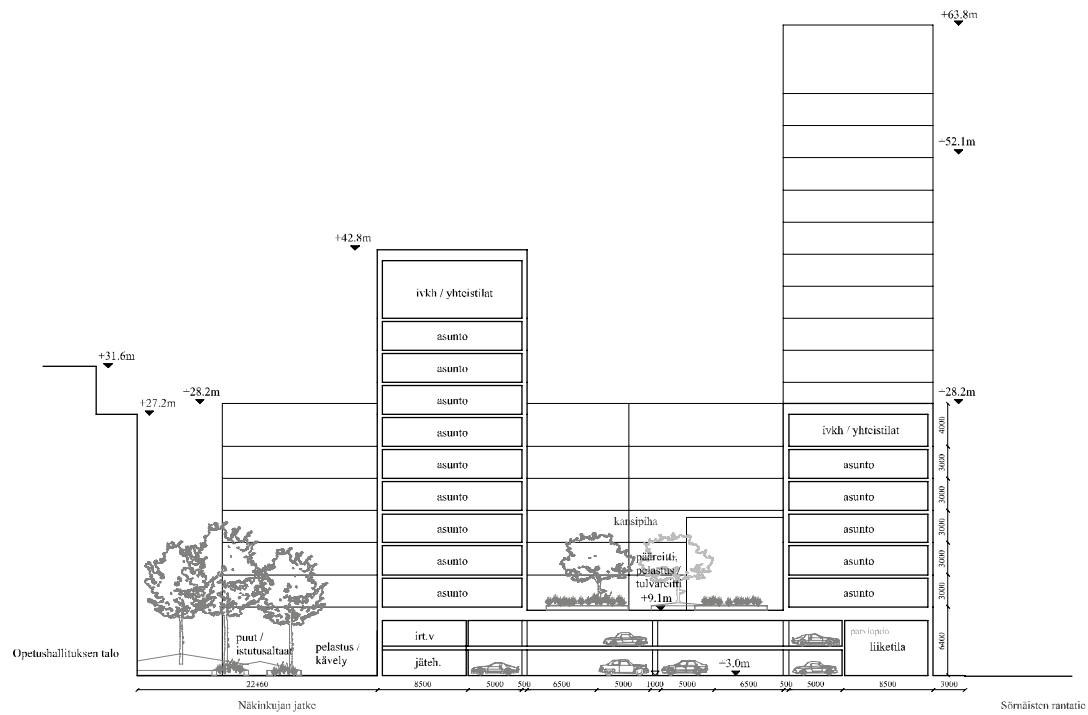 +63.8m
+52.1m
+42.8m
ivkh / yhteistilat
asunto
+31.6m
asunto
asunto
+28.2m
+28.2m
+27.2m
asunto
ivkh / yhteistilat
4000
asunto
asunto
3000
asunto
asunto
3000
kansipiha
asunto
asunto
3000
pääreitti,
pelastus /
tulvareitti
+9.1m
asunto
asunto
3000
asunto
asunto
3000
puut /
istutusaltaat
pelastus /
kävely
irt.v
parvioptio
liiketila
6400
Opetushallituksen talo
jäteh.
+3.0m
22460
8500
5000
500
6500
5000
1000
5000
6500
500
5000
8500
3000
Näkinkujan jatke
Sörnäisten rantatie